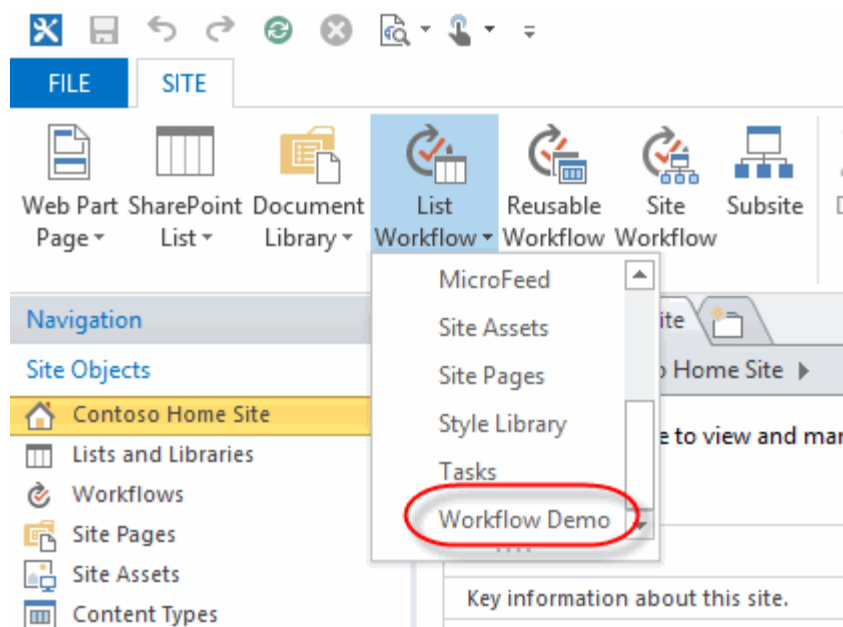 FILE SITE
Web Part Page
SharePoint List
Document Library
List Workflow
Reusable Workflow
Site Workflow
Subsite
MicroFeed
Site Assets
Site Pages
Style Library
Tasks
Workflow Demo
Navigation
Site Objects
Contoso Home Site
Lists and Libraries
Workflows
Site Pages
Site Assets
Content Types
ite
Home Site
e to view and mar
Key information about this site.